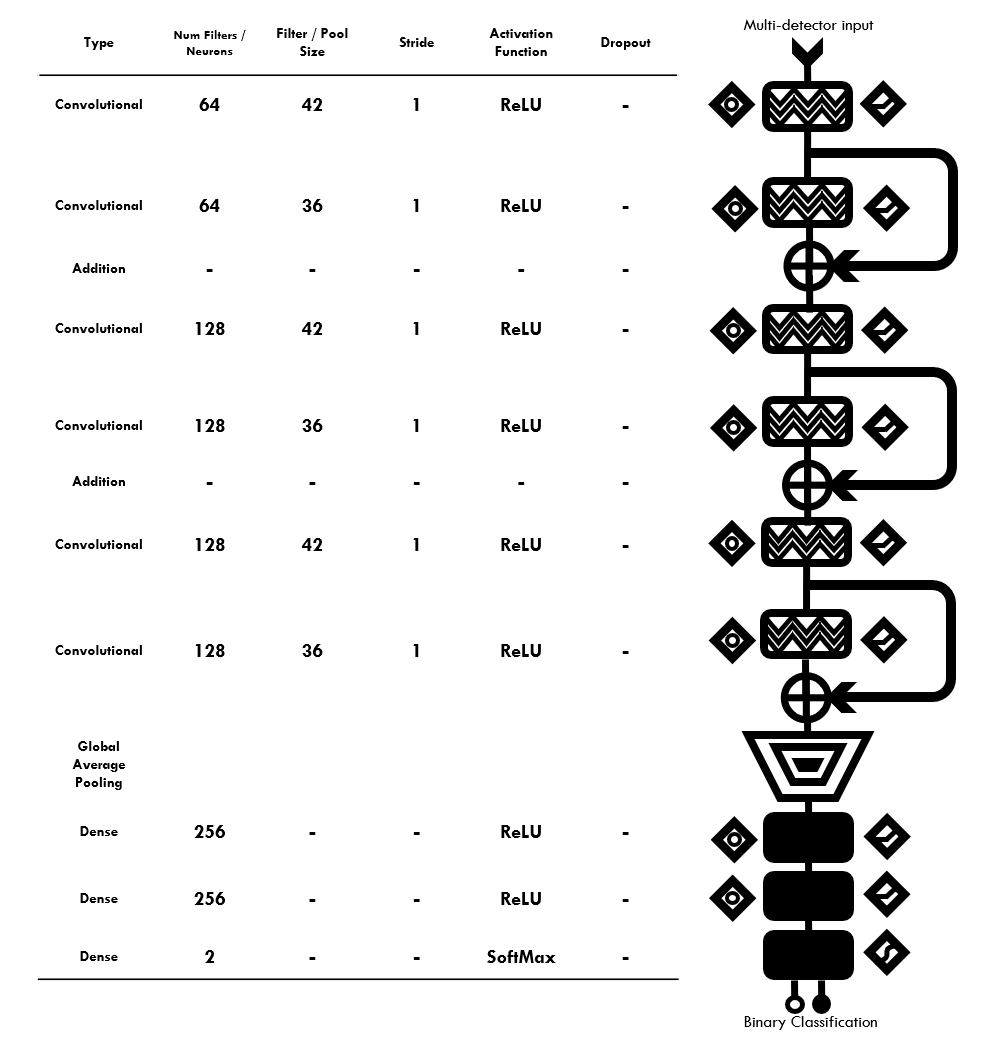 Multi-detector input
Type Num Filters / Neurons Filter / Pool Size Stride Activation Function Dropout
Convolutional 64 42 1 ReLU -
Convolutional 64 36 1 ReLU -
Addition - - - - -
Convolutional 128 42 1 ReLU -
Convolutional 128 36 1 ReLU -
Addition - - - - -
Convolutional 128 42 1 ReLU -
Convolutional 128 36 1 ReLU -
Global
Average
Pooling
Dense 256 - - ReLU -
Dense 256 - - ReLU -
Dense 2 - - SoftMax -
Binary Classification